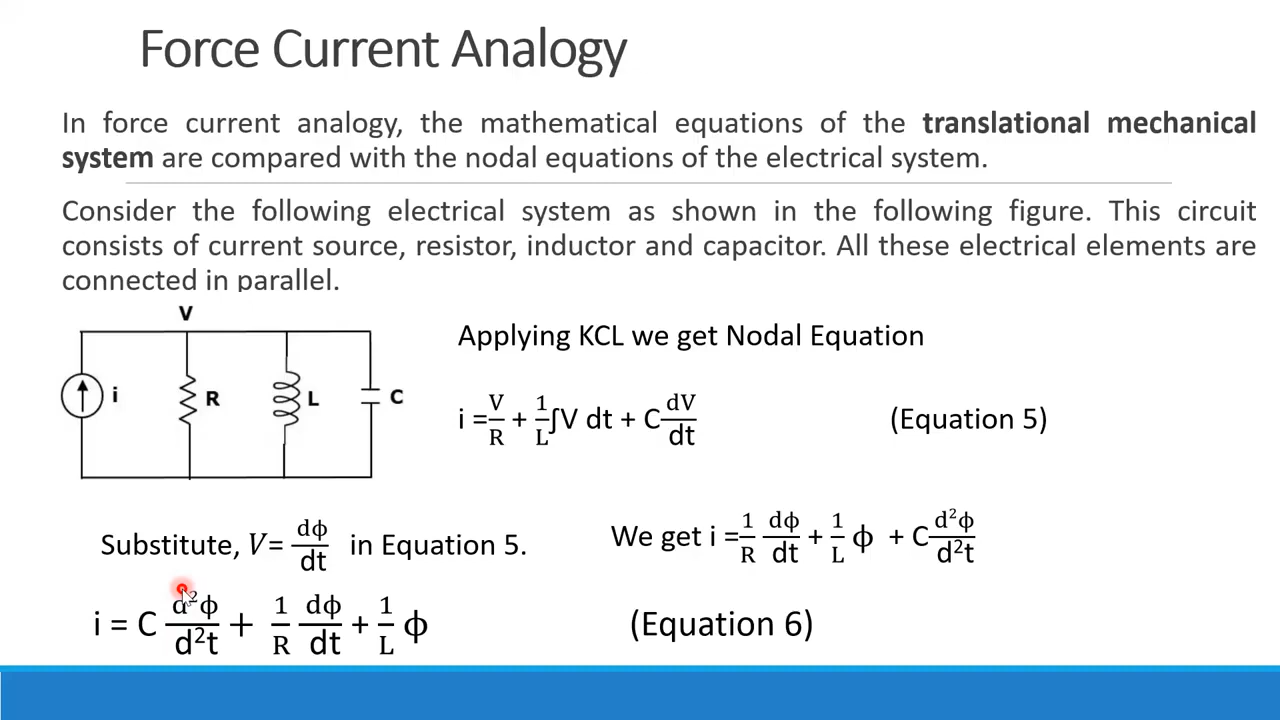 Force Current Analogy
In force current analogy, the mathematical equations of the translational mechanical
system are compared with the nodal equations of the electrical system.
Consider the following electrical system as shown in the following figure. This circuit
consists of current source, resistor, inductor and capacitor. All these electrical elements are
connected in parallel.
V
i
R
L
C
Applying KCL we get Nodal Equation
i = V/R + 1/L ∫V dt + C dV/dt (Equation 5)
Substitute, V = dϕ/dt in Equation 5.
We get i = 1/R dϕ/dt + 1/L ϕ + C d²ϕ/d²t
i = C d²ϕ/d²t + 1/R dϕ/dt + 1/L ϕ (Equation 6)